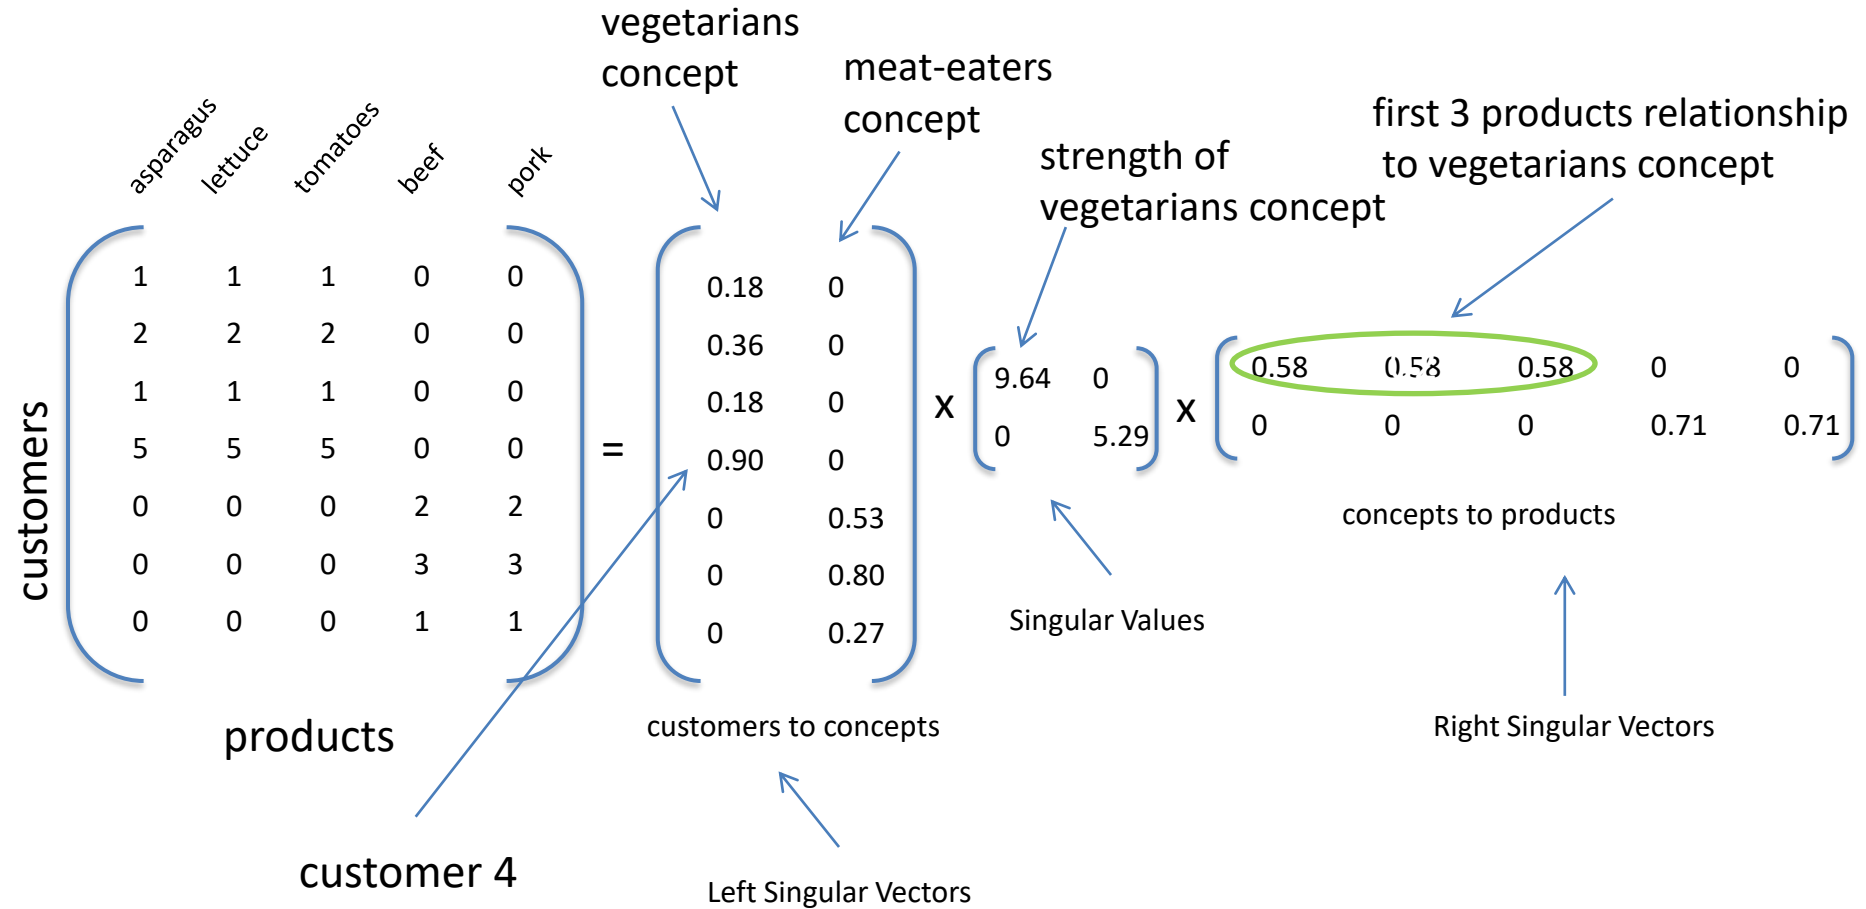 vegetarians
concept
meat-eaters
concept
strength of
vegetarians concept
first 3 products relationship
to vegetarians concept
asparagus
lettuce
tomatoes
beef
pork
customers
1 1 1 0 0
2 2 2 0 0
1 1 1 0 0
5 5 5 0 0
0 0 0 2 2
0 0 0 3 3
0 0 0 1 1
products
=
0.18 0
0.36 0
0.18 0
0.90 0
0 0.53
0 0.80
0 0.27
customers to concepts
x
9.64 0
0 5.29
Singular Values
x
0.58 0.58 0.58 0 0
0 0 0 0.71 0.71
concepts to products
Right Singular Vectors
customer 4
Left Singular Vectors